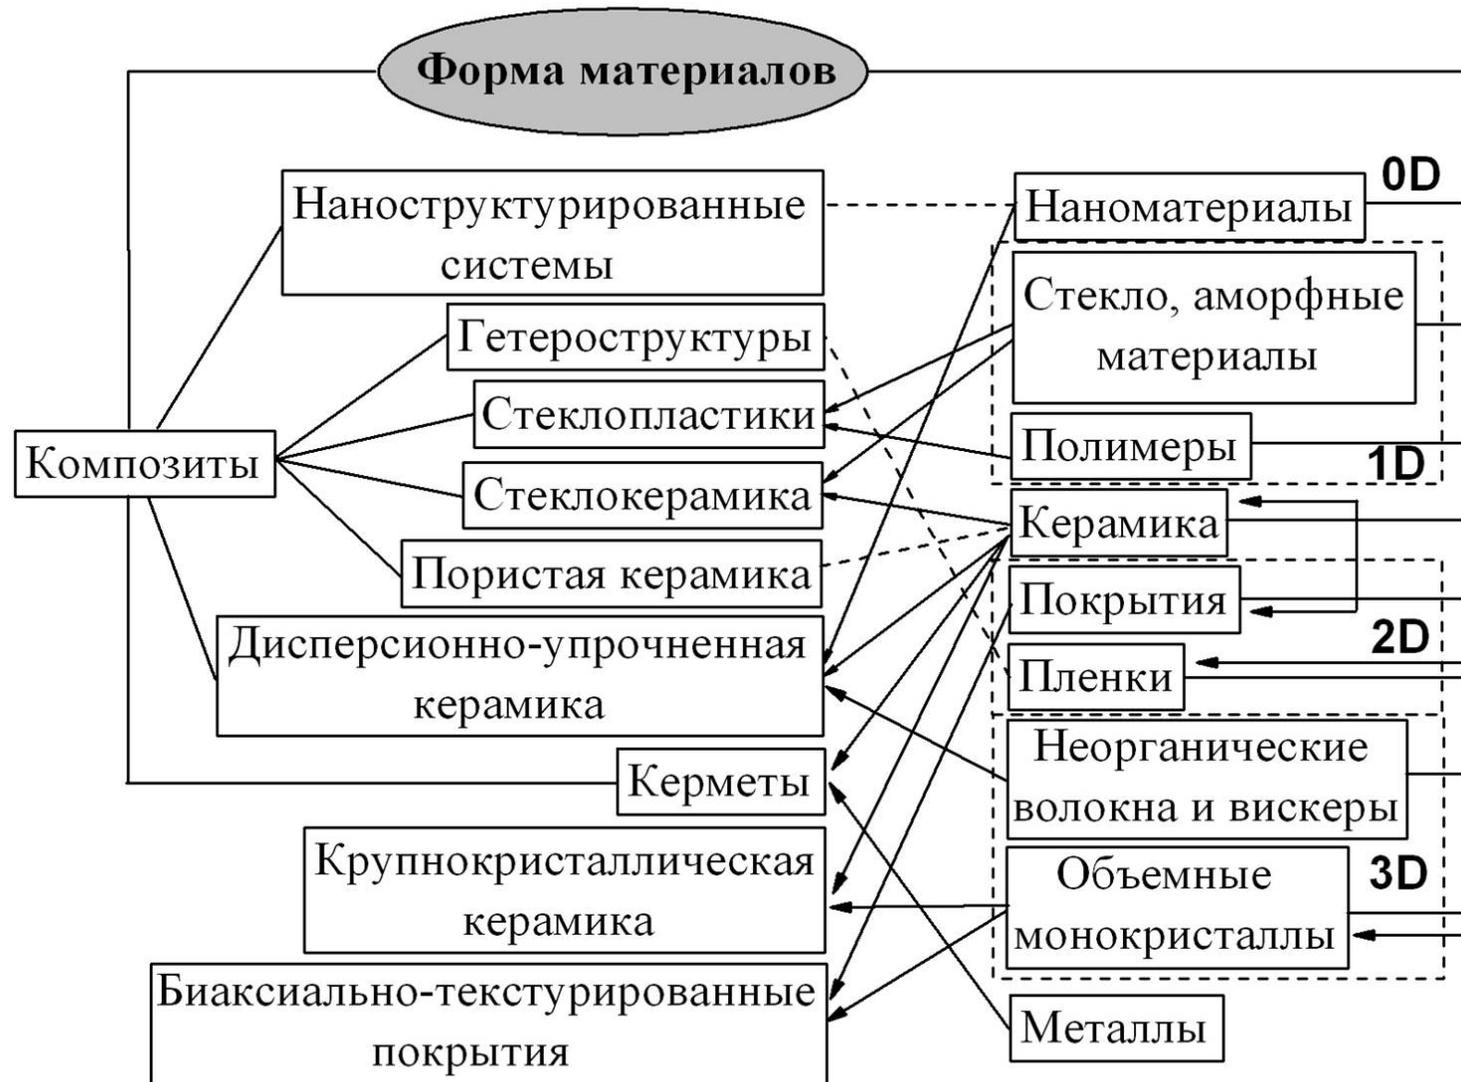 Форма материалов
Наноструктурированные
системы
Гетероструктуры
Стеклопластики
Композиты
Стеклокерамика
Пористая керамика
Дисперсионно-упрочненная
керамика
Керметы
Крупнокристаллическая
керамика
Биаксиально-текстурированные
покрытия
0D
Наноматериалы
Стекло, аморфные
материалы
Полимеры
1D
Керамика
Покрытия
2D
Пленки
Неорганические
волокна и вискеры
Объемные
монокристаллы
3D
Металлы